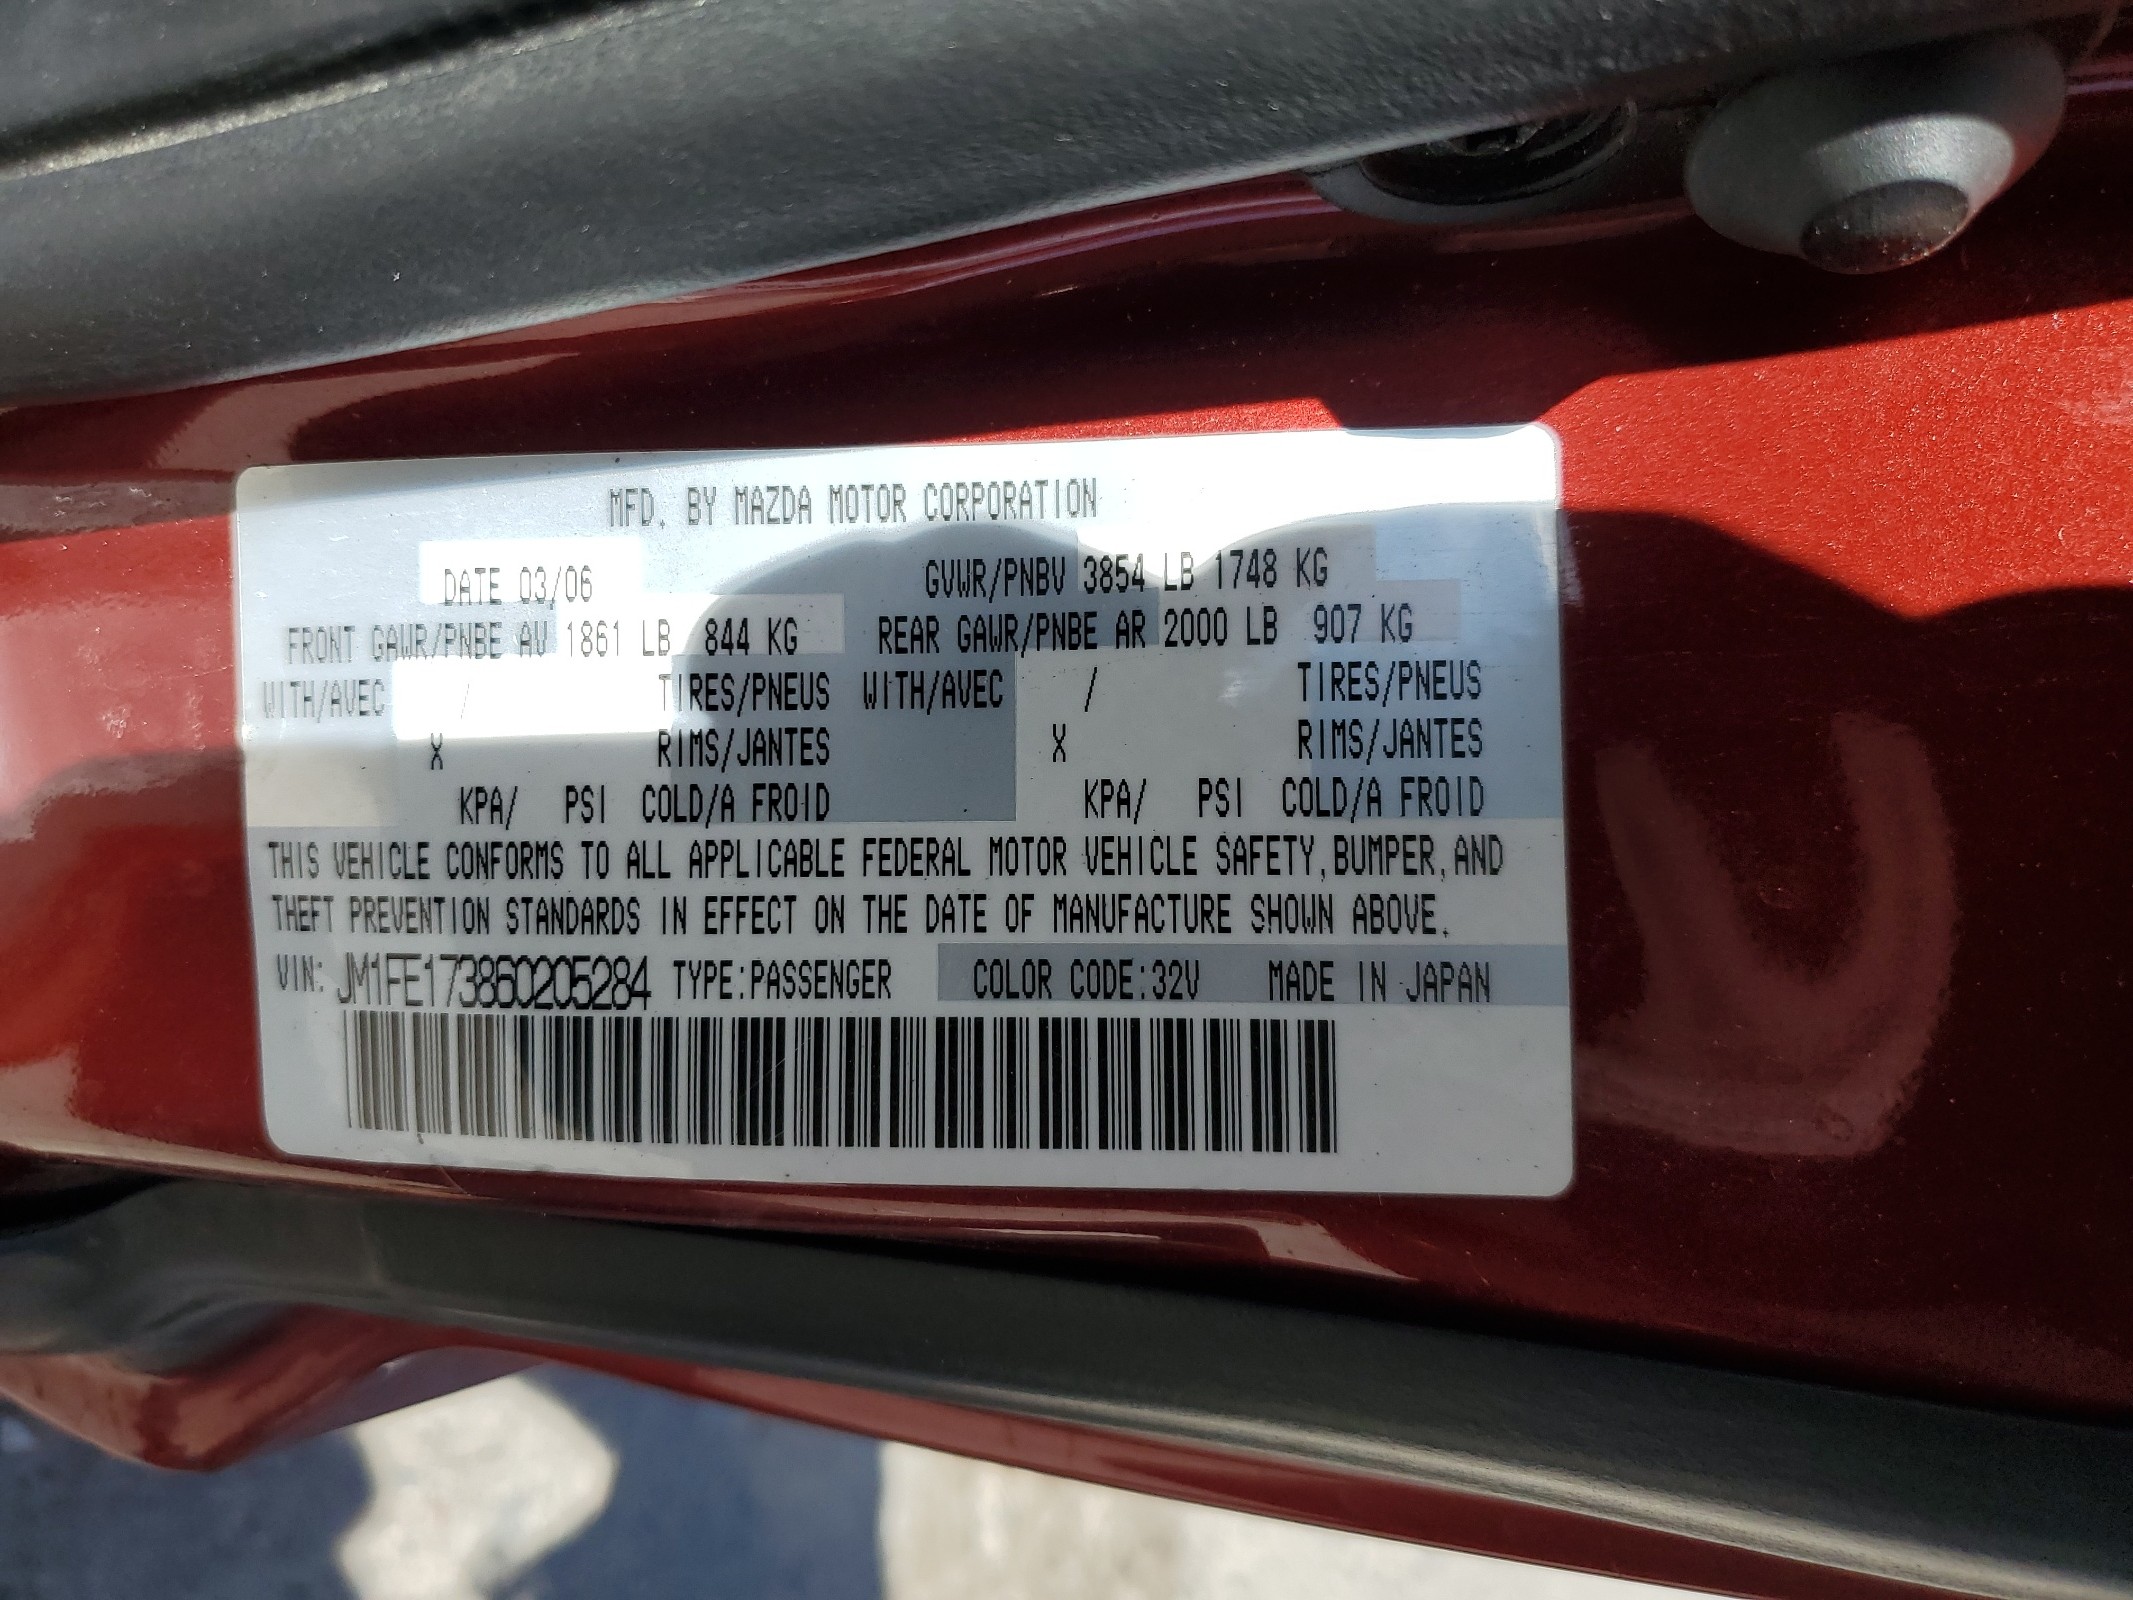 MFD. BY MAZDA MOTOR CORPORATION
DATE 03/06 GVWR/PNBV 3854 LB 1748 KG
FRONT GAWR/PNBE AV 1861 LB 844 KG REAR GAWR/PNBE AR 2000 LB 907 KG
WITH/AVEC / TIRES/PNEUS WITH/AVEC / TIRES/PNEUS
X RIMS/JANTES X RIMS/JANTES
KPA/ PSI COLD/A FROID KPA/ PSI COLD/A FROID
THIS VEHICLE CONFORMS TO ALL APPLICABLE FEDERAL MOTOR VEHICLE SAFETY, BUMPER, AND
THEFT PREVENTION STANDARDS IN EFFECT ON THE DATE OF MANUFACTURE SHOWN ABOVE.
VIN: JM1FE173860205284 TYPE:PASSENGER COLOR CODE:32V MADE IN JAPAN